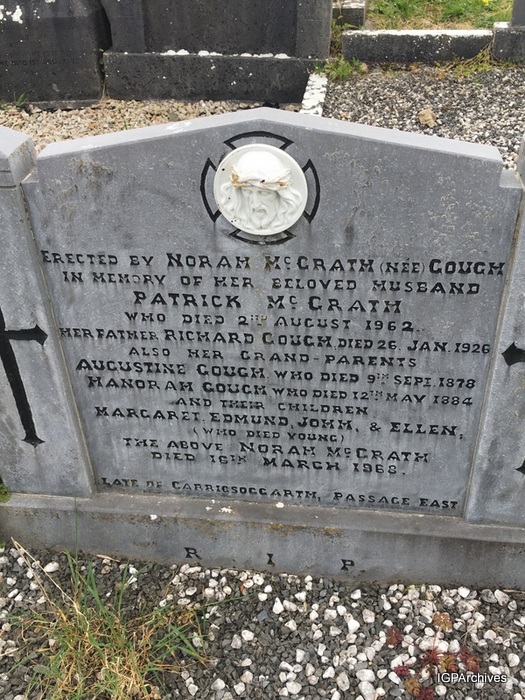 ERECTED BY NORAH McGRATH (NÉE) GOUGH
IN MEMORY OF HER BELOVED HUSBAND
PATRICK McGRATH
WHO DIED 2ND AUGUST 1962.
HER FATHER RICHARD GOUGH, DIED 26. JAN. 1926
ALSO HER GRAND-PARENTS
AUGUSTINE GOUGH, WHO DIED 9TH SEPT. 1878
HANORAH GOUGH WHO DIED 12TH MAY 1884
AND THEIR CHILDREN
MARGARET, EDMUND, JOHN, & ELLEN,
(WHO DIED YOUNG)
THE ABOVE NORAH McGRATH
DIED 16TH MARCH 1968.
LATE OF CARRIGSOGGARTH, PASSAGE EAST
R. I. P.
IGPArchives